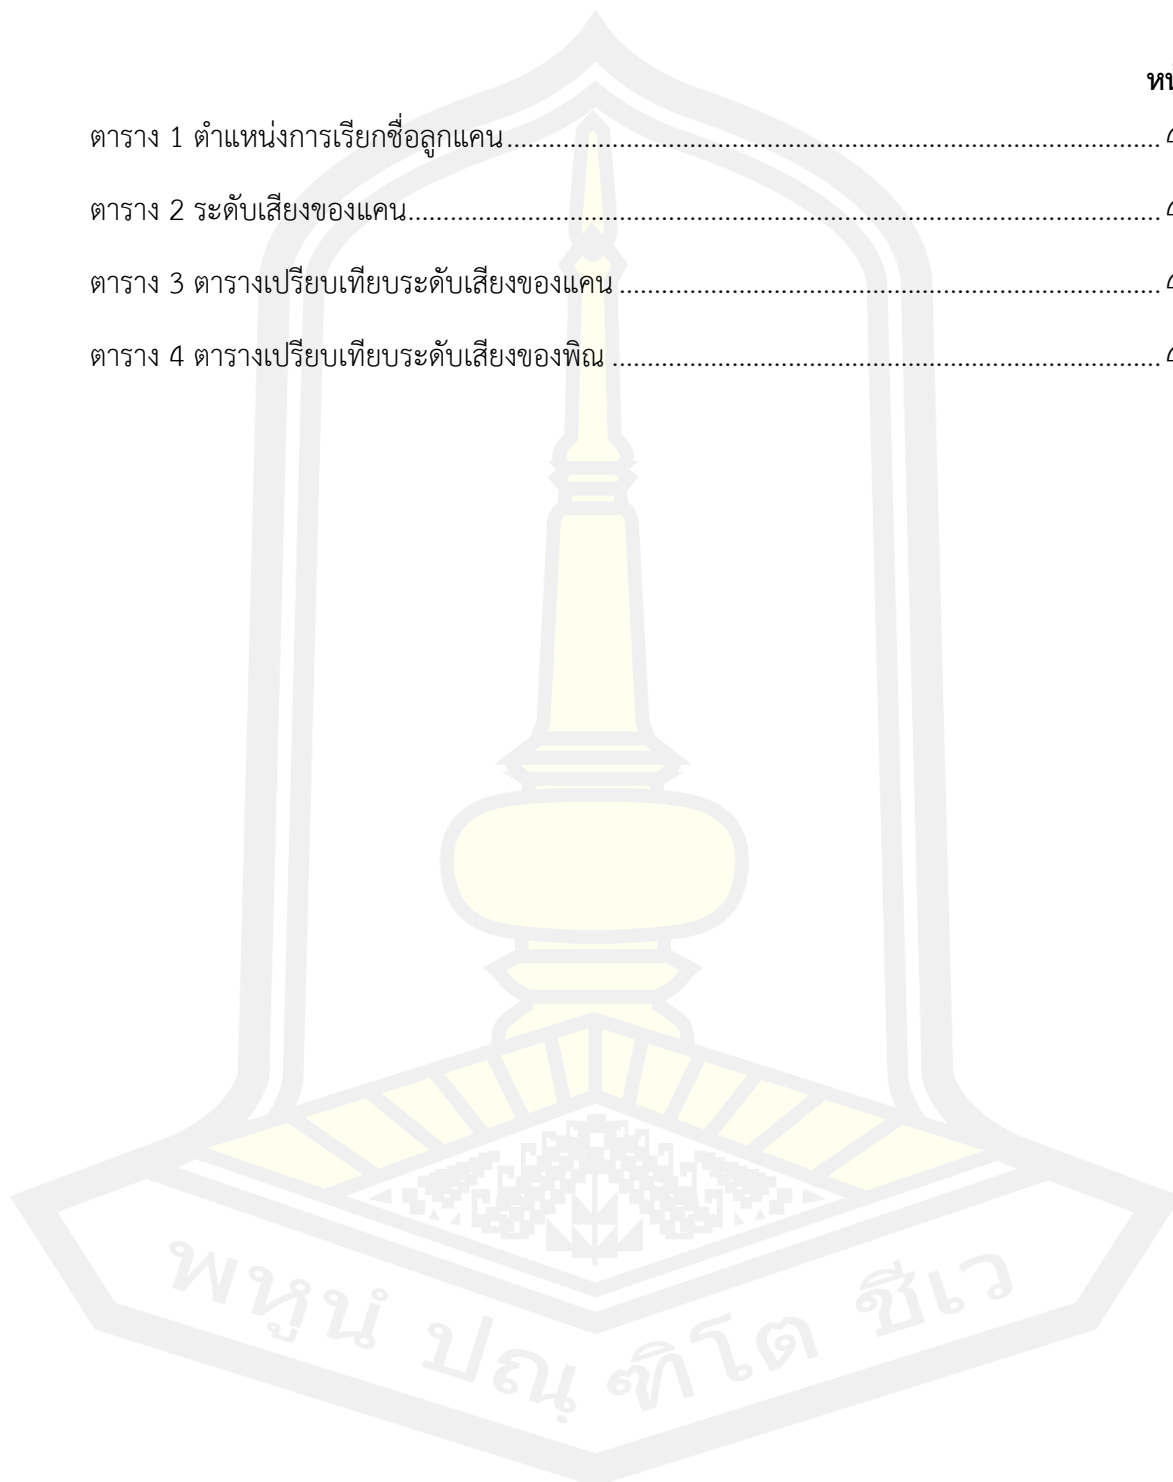 ตาราง 1 ตำแหน่งการเรียกชื่อลูกแคน
ตาราง 2 ระดับเสียงของแคน
ตาราง 3 ตารางเปรียบเทียบระดับเสียงของแคน
ตาราง 4 ตารางเปรียบเทียบระดับเสียงของพิณ
พหูนํ ปณฺฑิโต ชีเว